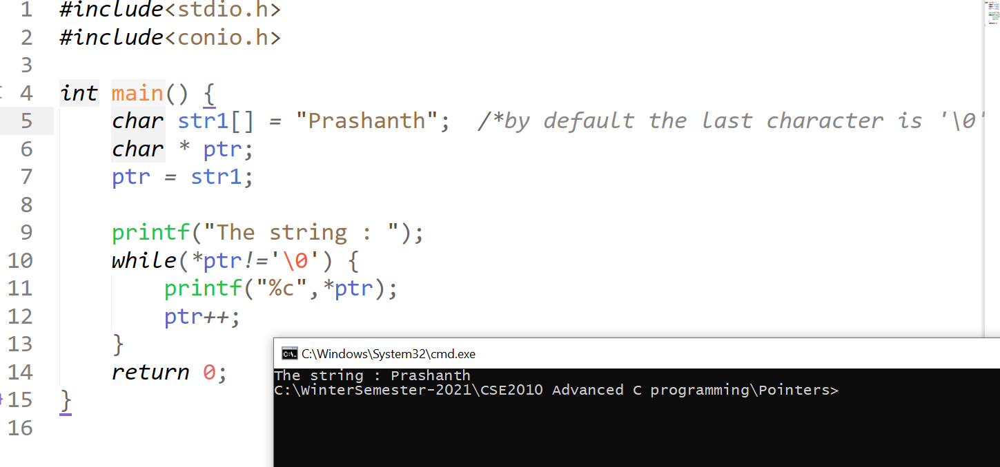 1 #include<stdio.h>
2 #include<conio.h>
3
4 int main() {
5 char str1[] = "Prashanth"; /*by default the last character is '\0'
6 char * ptr;
7 ptr = str1;
8
9 printf("The string : ");
10 while(*ptr!='\0') {
11 printf("%c",*ptr);
12 ptr++;
13 }
14 return 0;
15 }
16
C:\Windows\System32\cmd.exe
The string : Prashanth
C:\WinterSemester-2021\CSE2010 Advanced C programming\Pointers>